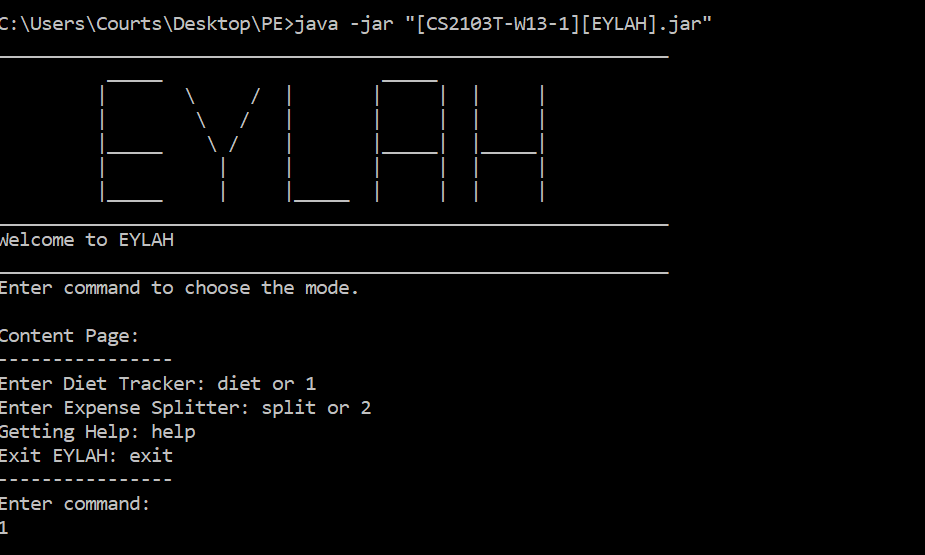 C:\Users\Courts\Desktop\PE>java -jar "[CS2103T-W13-1][EYLAH].jar"
EYLAH
Welcome to EYLAH
Enter command to choose the mode.
Content Page:
----------------
Enter Diet Tracker: diet or 1
Enter Expense Splitter: split or 2
Getting Help: help
Exit EYLAH: exit
----------------
Enter command:
1